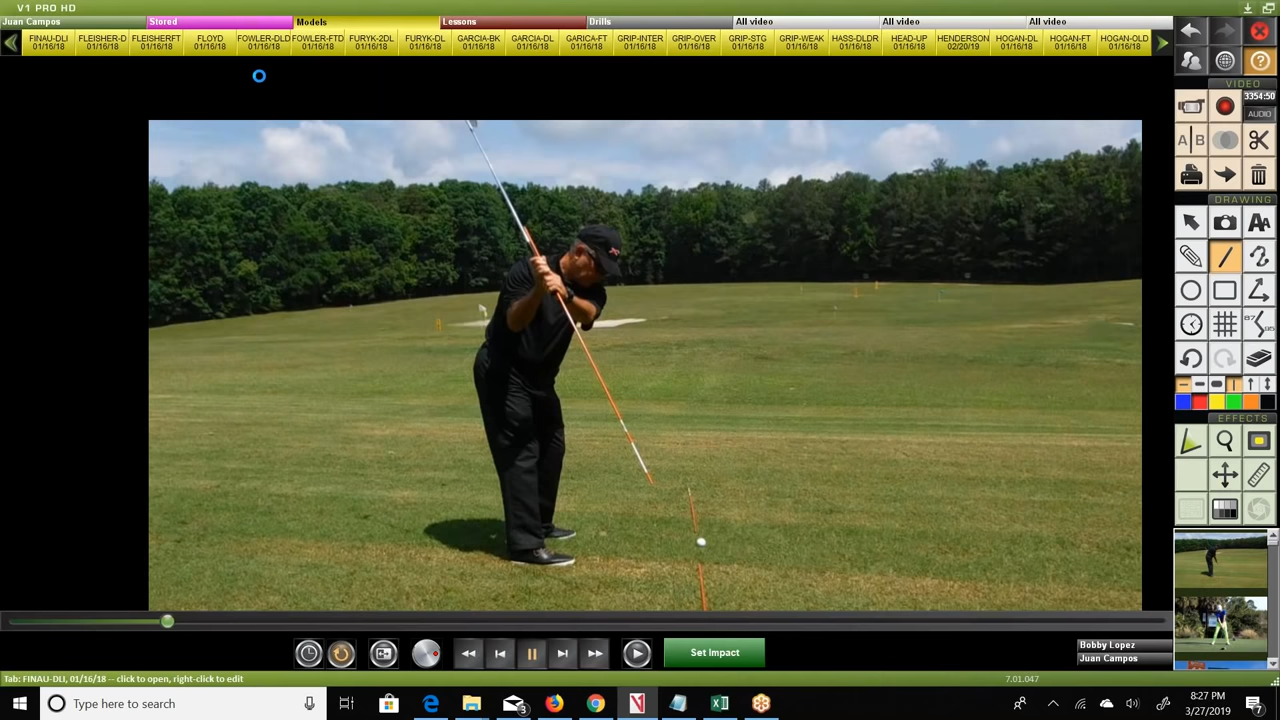 V1 PRO HD
Juan Campos Stored Models Lessons Drills All video All video All video
FINAU-DLI FLEISHER-D FLEISHERFT FLOYD FOWLER-DLD FOWLER-FTD FURYK-2DL FURYK-DL GARCIA-BK GARCIA-DL GARICA-FT GRIP-INTER GRIP-OVER GRIP-STG GRIP-WEAK HASS-DLDR HEAD-UP HENDERSON HOGAN-DL HOGAN-FT HOGAN-OLD
01/16/18 01/16/18 01/16/18 01/16/18 01/16/18 01/16/18 01/16/18 01/16/18 01/16/18 01/16/18 01/16/18 01/16/18 01/16/18 01/16/18 01/16/18 01/16/18 01/16/18 02/20/19 01/16/18 01/16/18 01/16/18
VIDEO
3354:50
AUDIO
A|B
DRAWING
AA
EFFECTS
Set Impact
Bobby Lopez
Juan Campos
Tab: FINAU-DLI, 01/16/18 -- click to open, right-click to edit
7.01.047
Type here to search
3
8:27 PM
3/27/2019
7